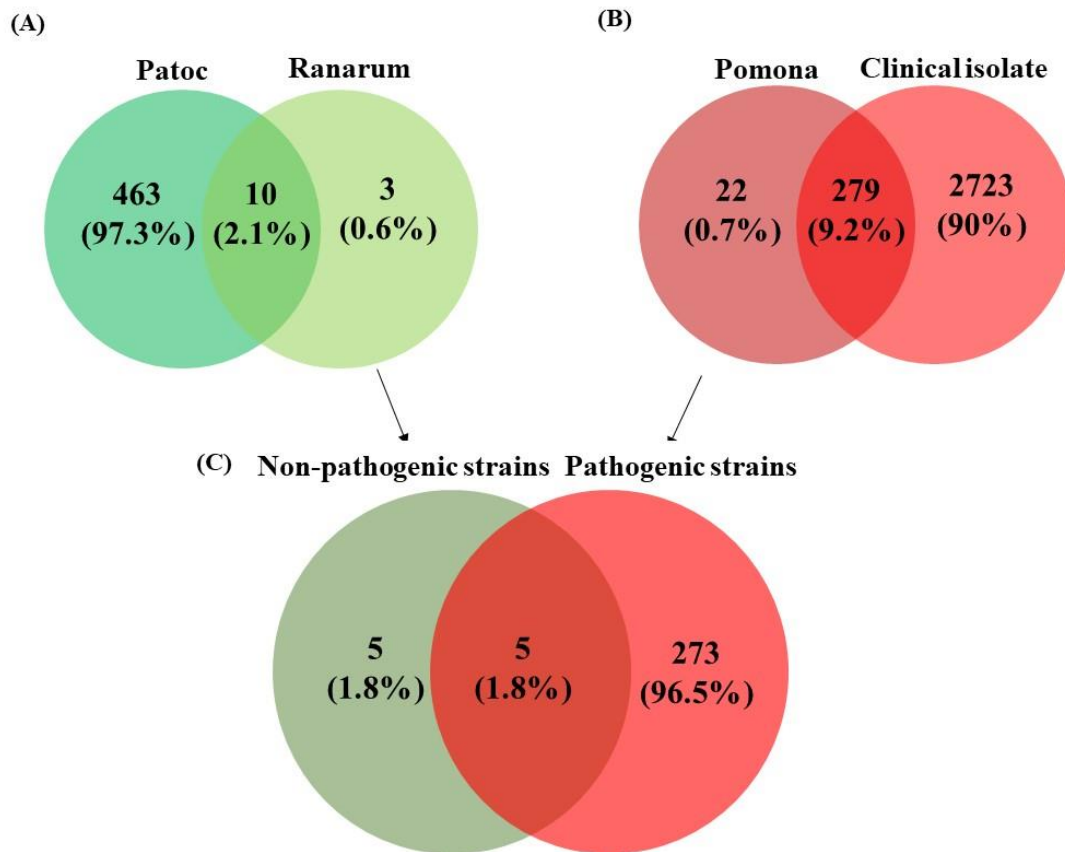 (A)
(B)
Patoc Ranarum
Pomona Clinical isolate
463 10 3
(97.3%) (2.1%) (0.6%)
22 279 2723
(0.7%) (9.2%) (90%)
(C) Non-pathogenic strains Pathogenic strains
5 5 273
(1.8%) (1.8%) (96.5%)